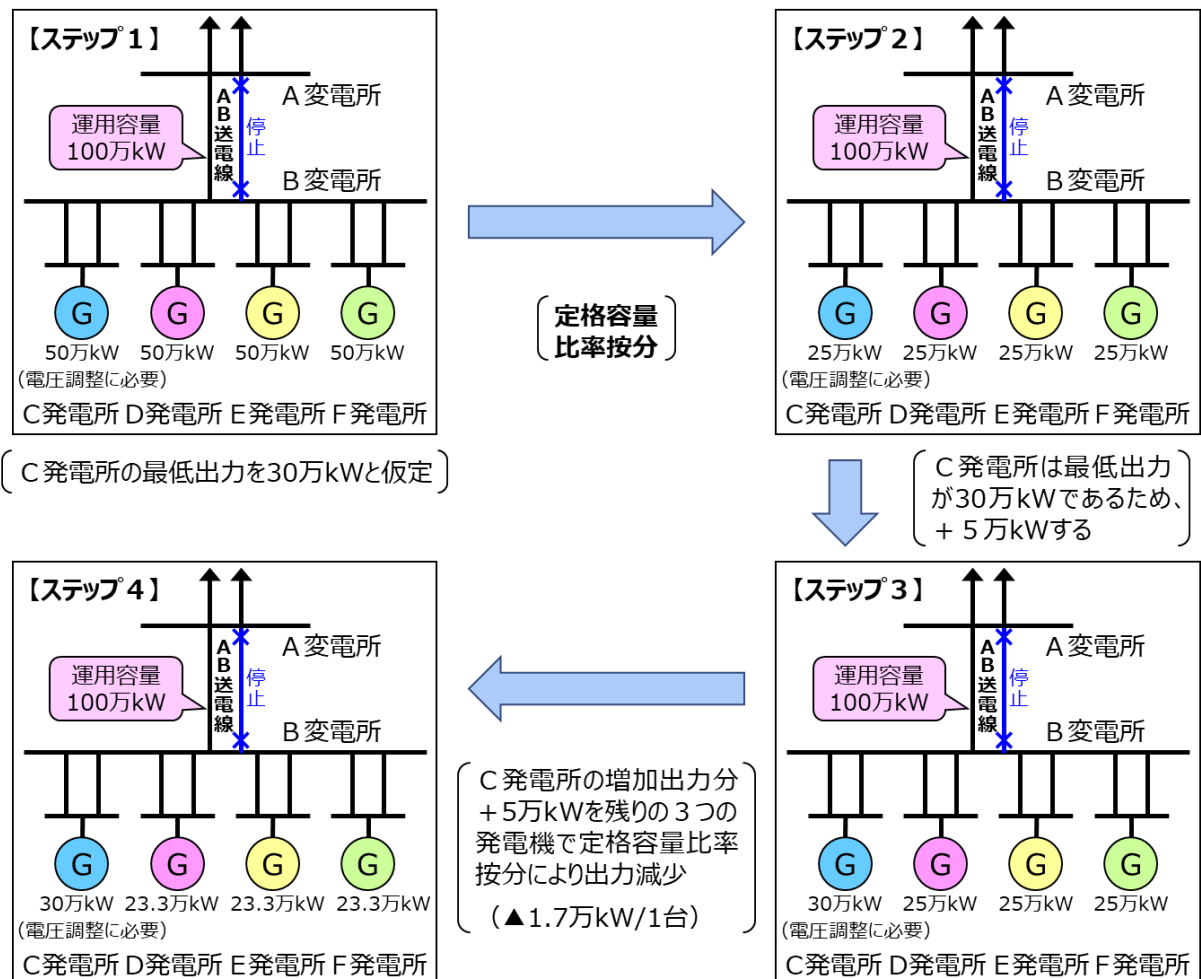 【ステップ1】
A変電所
AB送電線
停止
運用容量
100万kW
B変電所
G G G G
50万kW 50万kW 50万kW 50万kW
(電圧調整に必要)
C発電所 D発電所 E発電所 F発電所
C発電所の最低出力を30万kWと仮定
定格容量
比率按分
【ステップ2】
A変電所
AB送電線
停止
運用容量
100万kW
B変電所
G G G G
25万kW 25万kW 25万kW 25万kW
(電圧調整に必要)
C発電所 D発電所 E発電所 F発電所
C発電所は最低出力
が30万kWであるため、
+5万kWする
【ステップ3】
A変電所
AB送電線
停止
運用容量
100万kW
B変電所
G G G G
30万kW 25万kW 25万kW 25万kW
(電圧調整に必要)
C発電所 D発電所 E発電所 F発電所
C発電所の増加出力分
+5万kWを残りの3つの
発電機で定格容量比率
按分により出力減少
(▲1.7万kW/1台)
【ステップ4】
A変電所
AB送電線
停止
運用容量
100万kW
B変電所
G G G G
30万kW 23.3万kW 23.3万kW 23.3万kW
(電圧調整に必要)
C発電所 D発電所 E発電所 F発電所